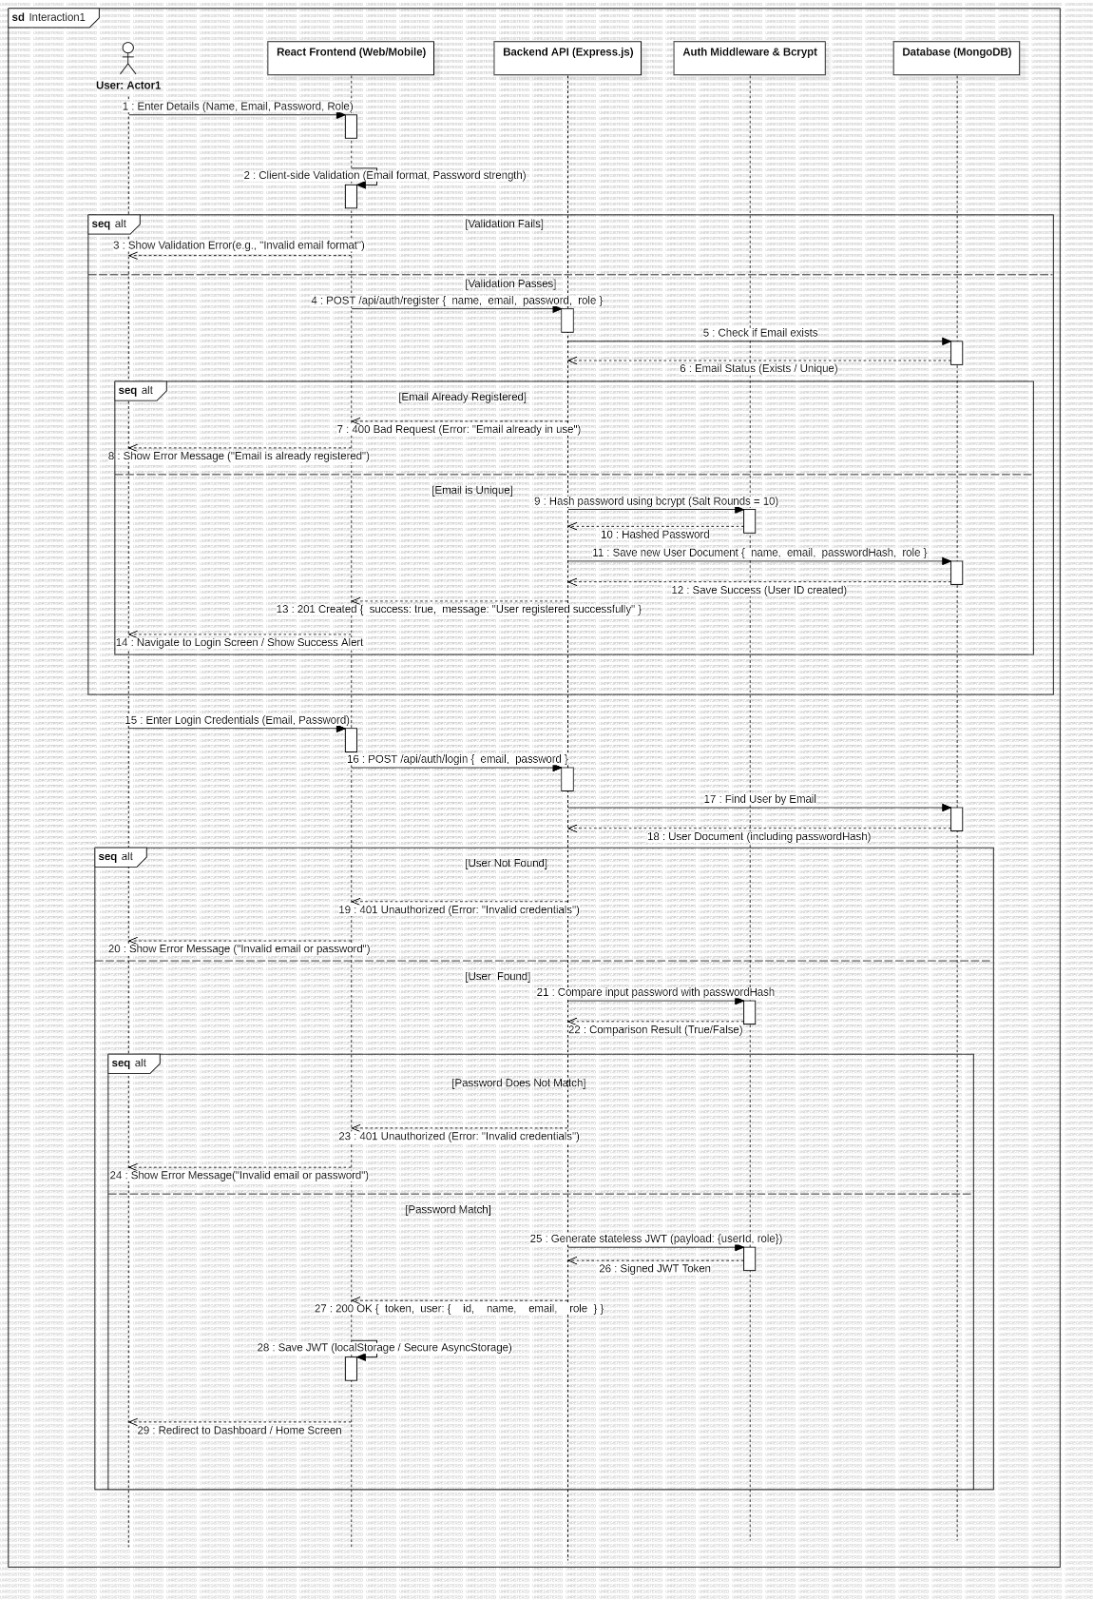 sd Interaction1
User: Actor1
React Frontend (Web/Mobile)
Backend API (Express.js)
Auth Middleware & Bcrypt
Database (MongoDB)
1 : Enter Details (Name, Email, Password, Role)
2 : Client-side Validation (Email format, Password strength)
seq alt
[Validation Fails]
3 : Show Validation Error(e.g., "Invalid email format")
[Validation Passes]
4 : POST /api/auth/register { name, email, password, role }
5 : Check if Email exists
6 : Email Status (Exists / Unique)
seq alt
[Email Already Registered]
7 : 400 Bad Request (Error: "Email already in use")
8 : Show Error Message ("Email is already registered")
[Email is Unique]
9 : Hash password using bcrypt (Salt Rounds = 10)
10 : Hashed Password
11 : Save new User Document { name, email, passwordHash, role }
12 : Save Success (User ID created)
13 : 201 Created { success: true, message: "User registered successfully" }
14 : Navigate to Login Screen / Show Success Alert
15 : Enter Login Credentials (Email, Password)
16 : POST /api/auth/login { email, password }
17 : Find User by Email
18 : User Document (including passwordHash)
seq alt
[User Not Found]
19 : 401 Unauthorized (Error: "Invalid credentials")
20 : Show Error Message ("Invalid email or password")
[User Found]
21 : Compare input password with passwordHash
22 : Comparison Result (True/False)
seq alt
[Password Does Not Match]
23 : 401 Unauthorized (Error: "Invalid credentials")
24 : Show Error Message("Invalid email or password")
[Password Match]
25 : Generate stateless JWT (payload: {userId, role})
26 : Signed JWT Token
27 : 200 OK { token, user: { id, name, email, role } }
28 : Save JWT (localStorage / Secure AsyncStorage)
29 : Redirect to Dashboard / Home Screen